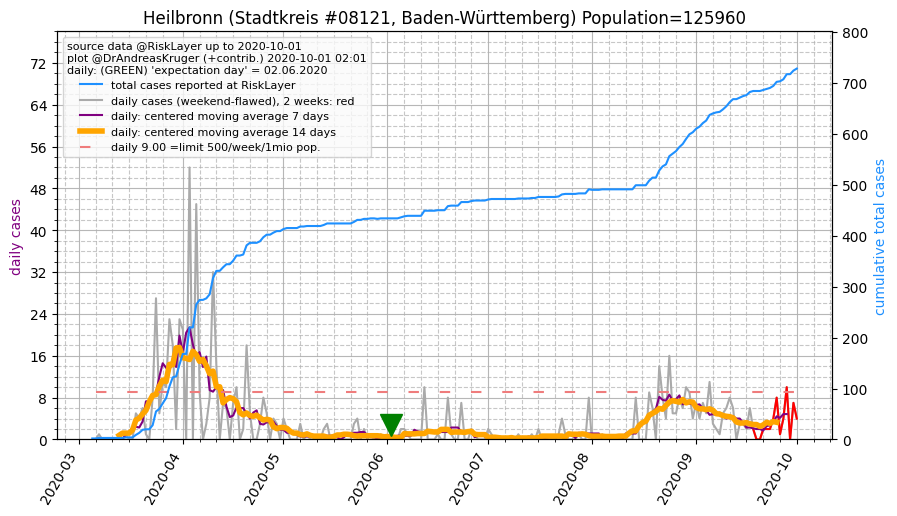 Heilbronn (Stadtkreis #08121, Baden-Württemberg) Population=125960
source data @RiskLayer up to 2020-10-01
plot @DrAndreasKruger (+contrib.) 2020-10-01 02:01
daily: (GREEN) 'expectation day' = 02.06.2020
total cases reported at RiskLayer
daily cases (weekend-flawed), 2 weeks: red
daily: centered moving average 7 days
daily: centered moving average 14 days
daily 9.00 =limit 500/week/1mio pop.
daily cases
72
64
56
48
40
32
24
16
8
0
800
700
600
500
400
300
200
100
0
cumulative total cases
2020-03
2020-04
2020-05
2020-06
2020-07
2020-08
2020-09
2020-10